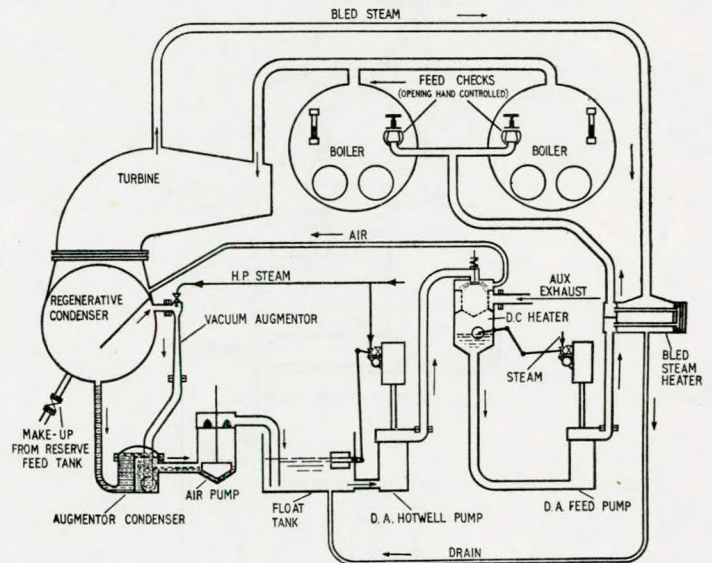 BLED STEAM
FEED CHECKS
(OPENING HAND CONTROLLED)
BOILER
BOILER
TURBINE
AIR
H.P. STEAM
REGENERATIVE
CONDENSER
VACUUM AUGMENTOR
AUX
EXHAUST
D.C HEATER
STEAM
BLED
STEAM
HEATER
MAKE-UP
FROM RESERVE
FEED TANK
AIR PUMP
AUGMENTOR CONDENSER
FLOAT
TANK
D.A. HOTWELL PUMP
D.A. FEED PUMP
DRAIN